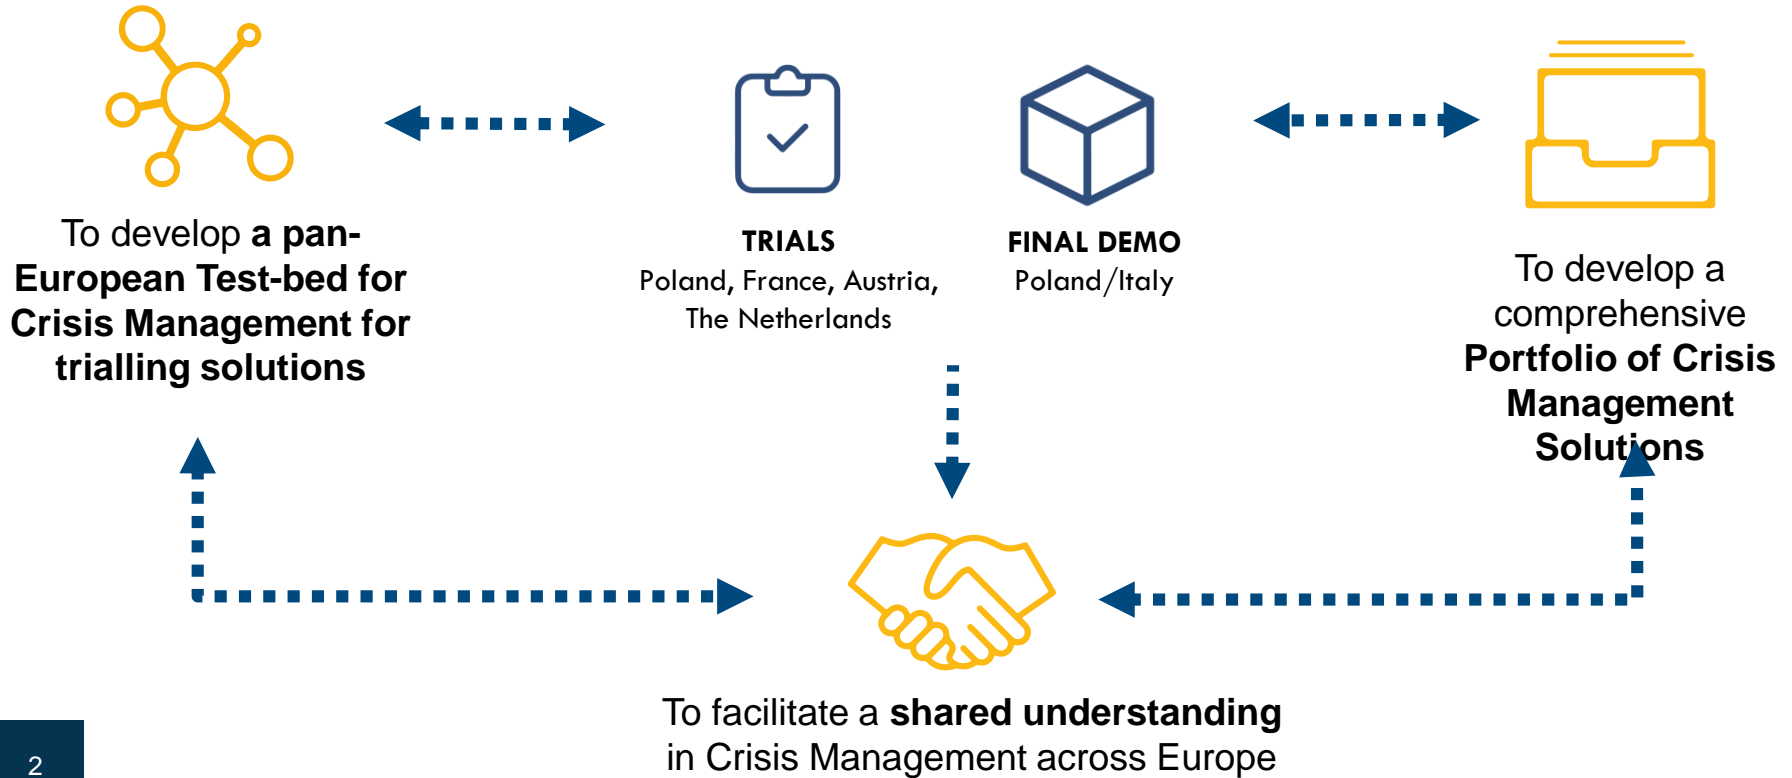 To develop a pan-
European Test-bed for
Crisis Management for
trialling solutions
TRIALS
Poland, France, Austria,
The Netherlands
FINAL DEMO
Poland/Italy
To develop a
comprehensive
Portfolio of Crisis
Management
Solutions
To facilitate a shared understanding
in Crisis Management across Europe
2